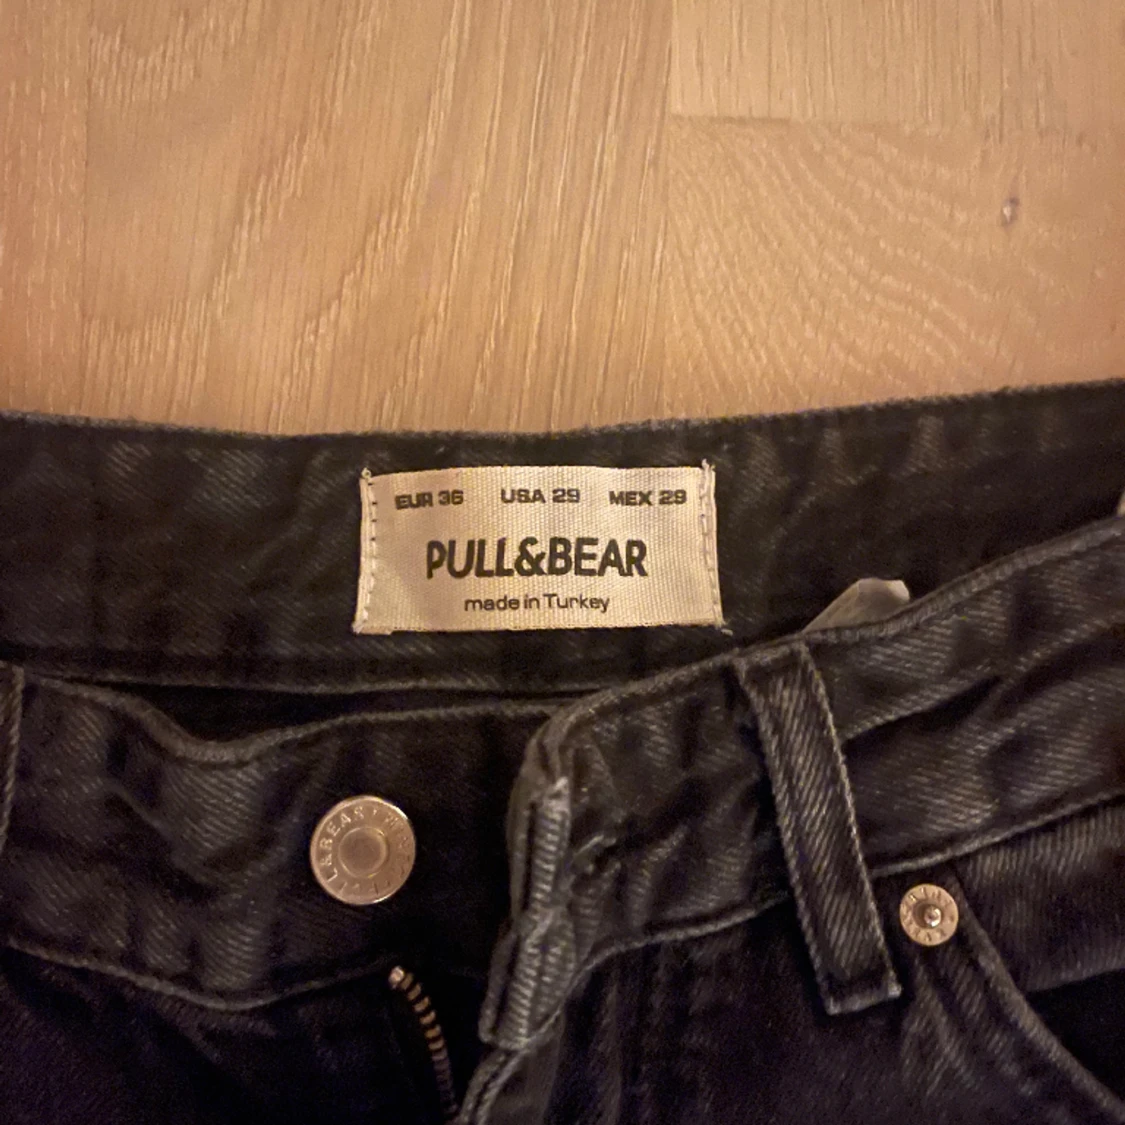 EUR 36 USA 29 MEX 29
PULL&BEAR
made in Turkey